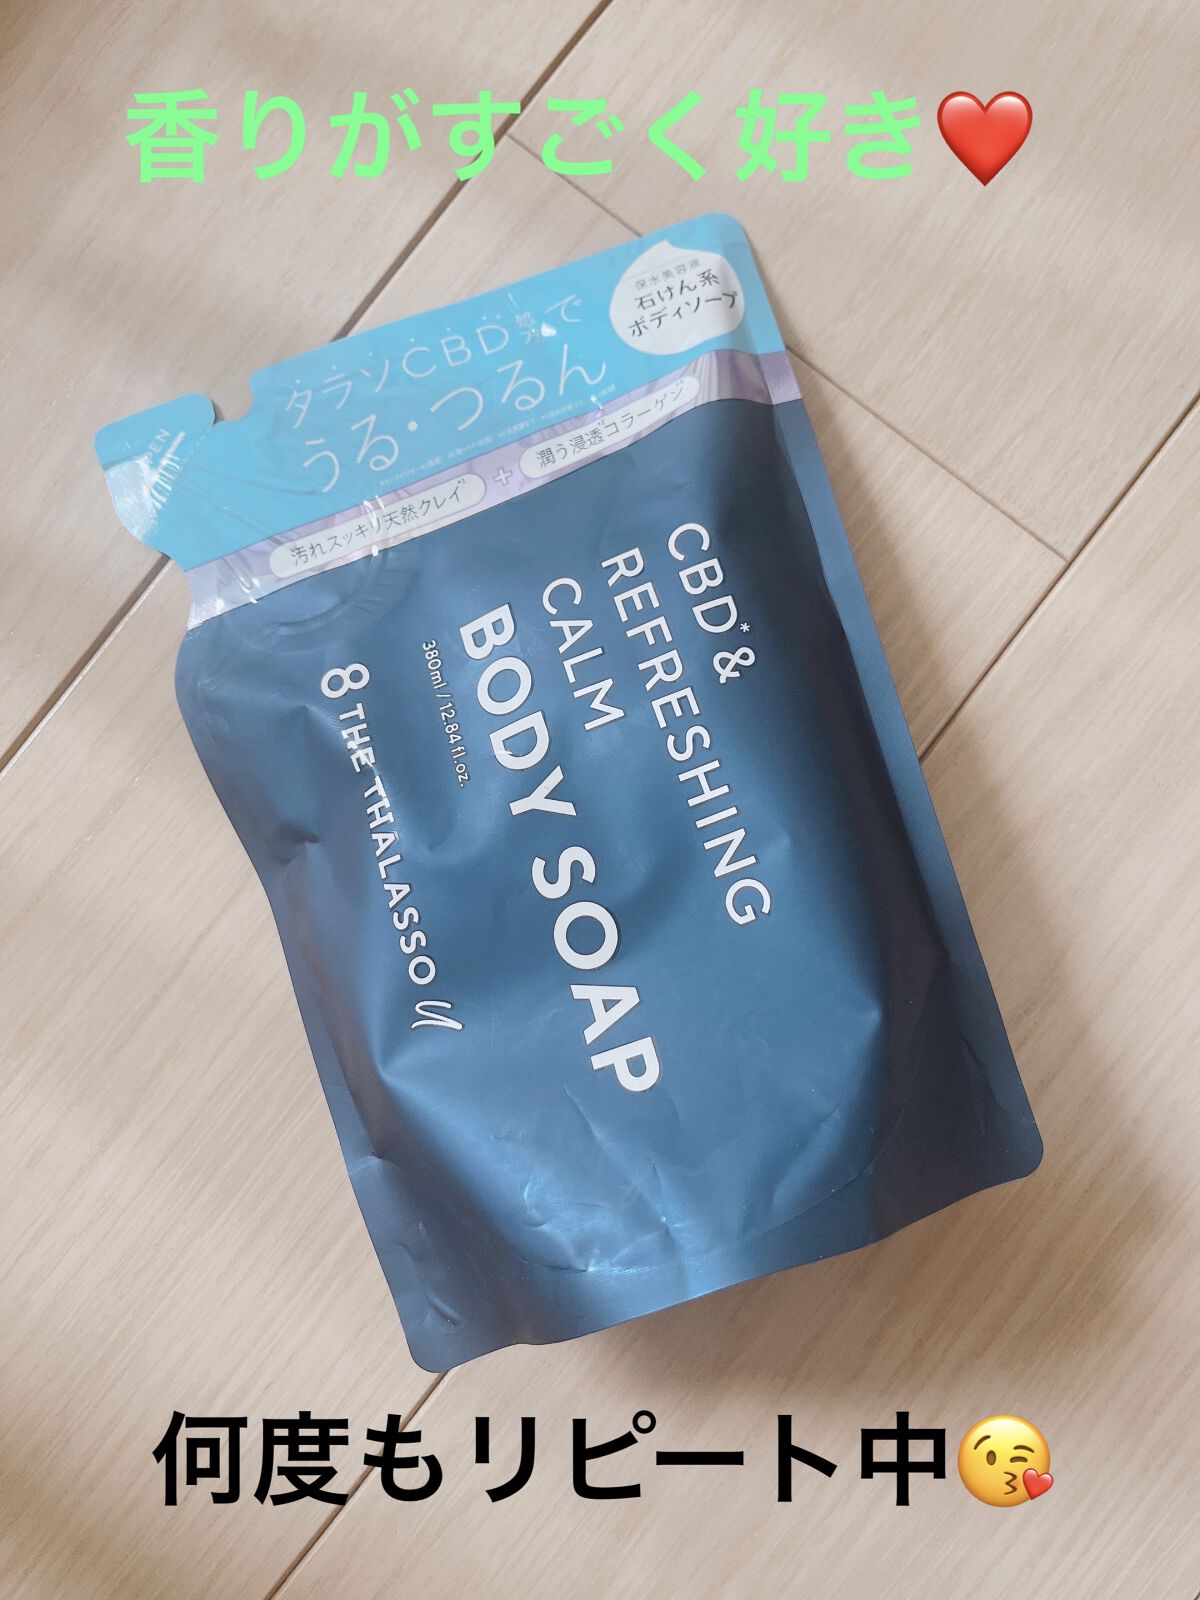 香りがすごく好き❤️
保水美容液
石けん系
ボディソープ
タラソCBD処方で
うる・つるん
汚れスッキリ天然クレイ + 潤う浸透コラーゲン
CBD* &
REFRESHING
CALM
BODY SOAP
380ml / 12.84 fl.oz.
8 THE THALASSO u
何度もリピート中😘